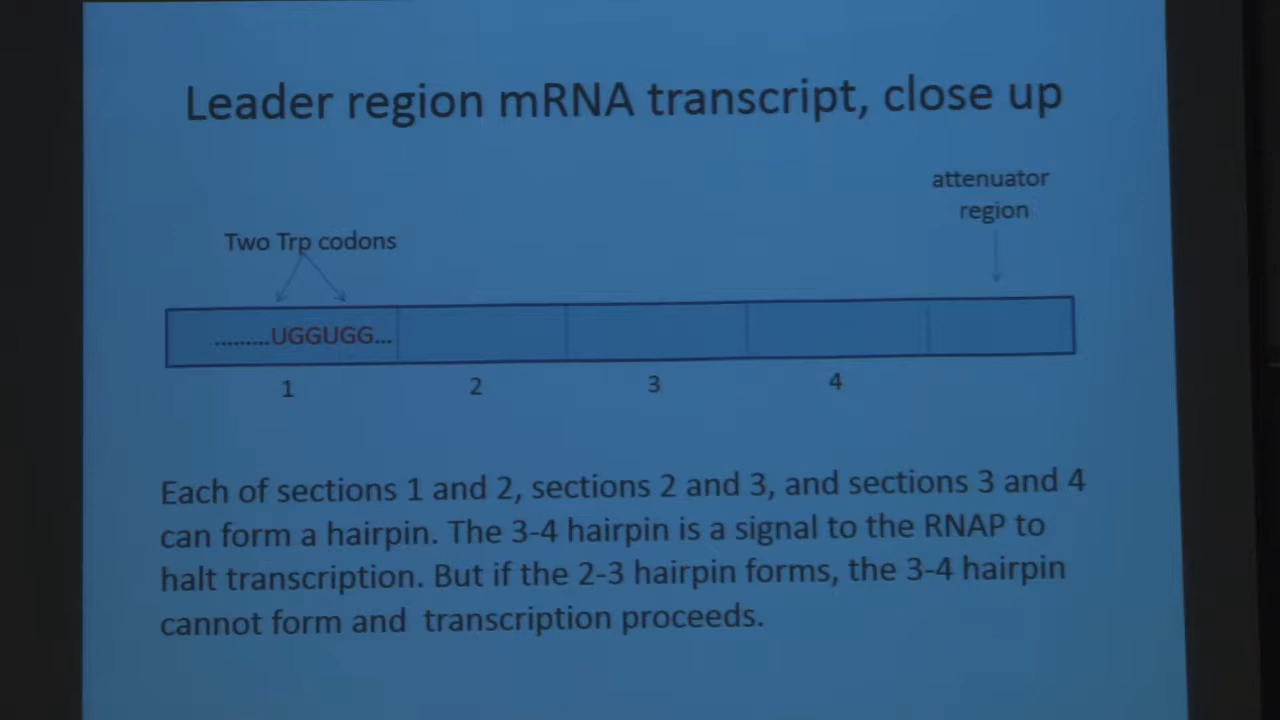 Leader region mRNA transcript, close up
attenuator
region
Two Trp codons
.........UGGUGG...
1 2 3 4
Each of sections 1 and 2, sections 2 and 3, and sections 3 and 4
can form a hairpin. The 3-4 hairpin is a signal to the RNAP to
halt transcription. But if the 2-3 hairpin forms, the 3-4 hairpin
cannot form and transcription proceeds.